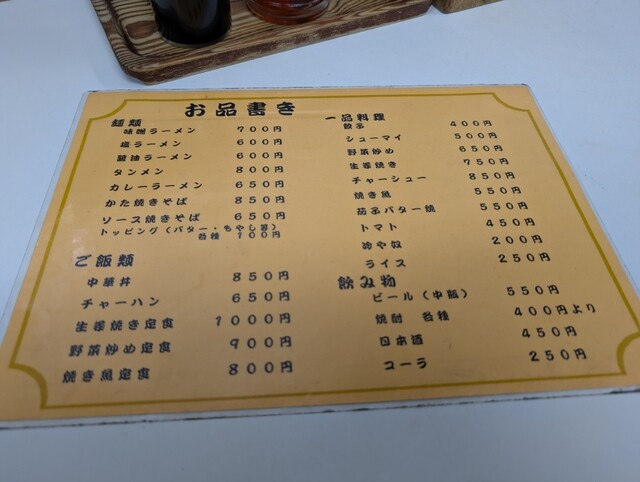 お品書き
麺類
味噌ラーメン 700円
塩ラーメン 600円
醤油ラーメン 600円
タンメン 800円
カレーラーメン 650円
かた焼きそば 850円
ソース焼きそば 650円
トッピング(バター・もやし等)
各種 100円
ご飯類
中華丼 850円
チャーハン 650円
生姜焼き定食 1000円
野菜炒め定食 900円
焼き魚定食 800円
一品料理
餃子 400円
シューマイ 500円
野菜炒め 650円
生姜焼き 750円
チャーシュー 850円
焼き魚 550円
茄子バター焼 550円
トマト 450円
冷や奴 200円
ライス 250円
飲み物
ビール(中瓶) 550円
焼酎 各種 400円より
日本酒 450円
コーラ 250円